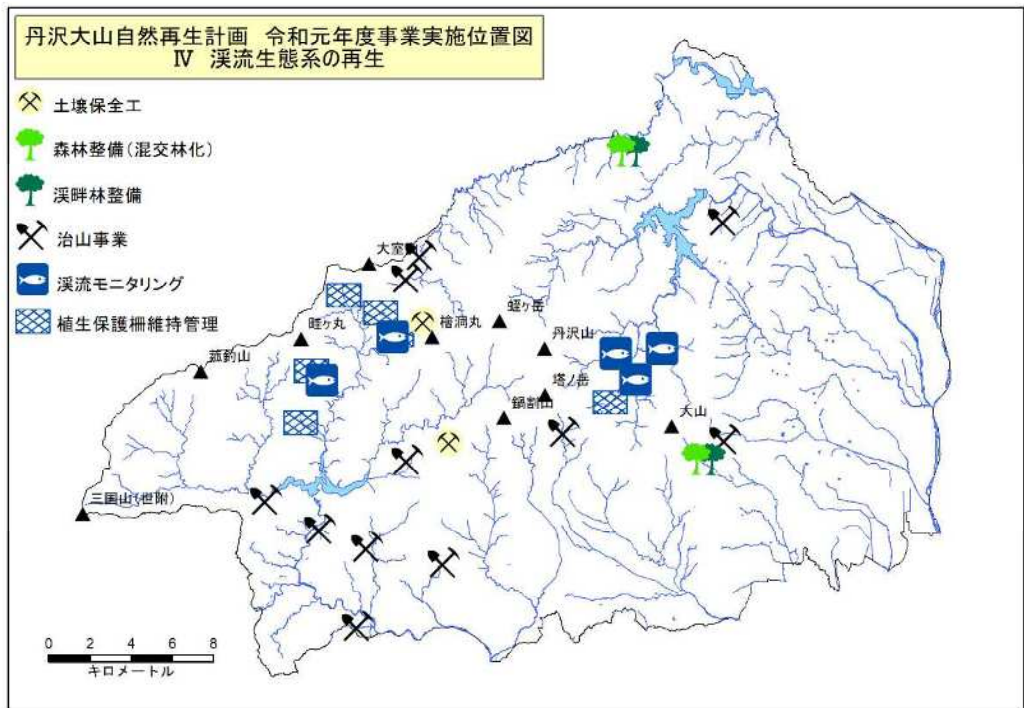 丹沢大山自然再生計画 令和元年度事業実施位置図
Ⅳ 渓流生態系の再生
土壌保全工
森林整備(混交林化)
渓畔林整備
治山事業
渓流モニタリング
植生保護柵維持管理
大室
檜洞丸
蛭ヶ岳
丹沢山
畦ヶ丸
菰釣山
塔ノ岳
鍋割山
大山
三国山(世附)
0 2 4 6 8
キロメートル